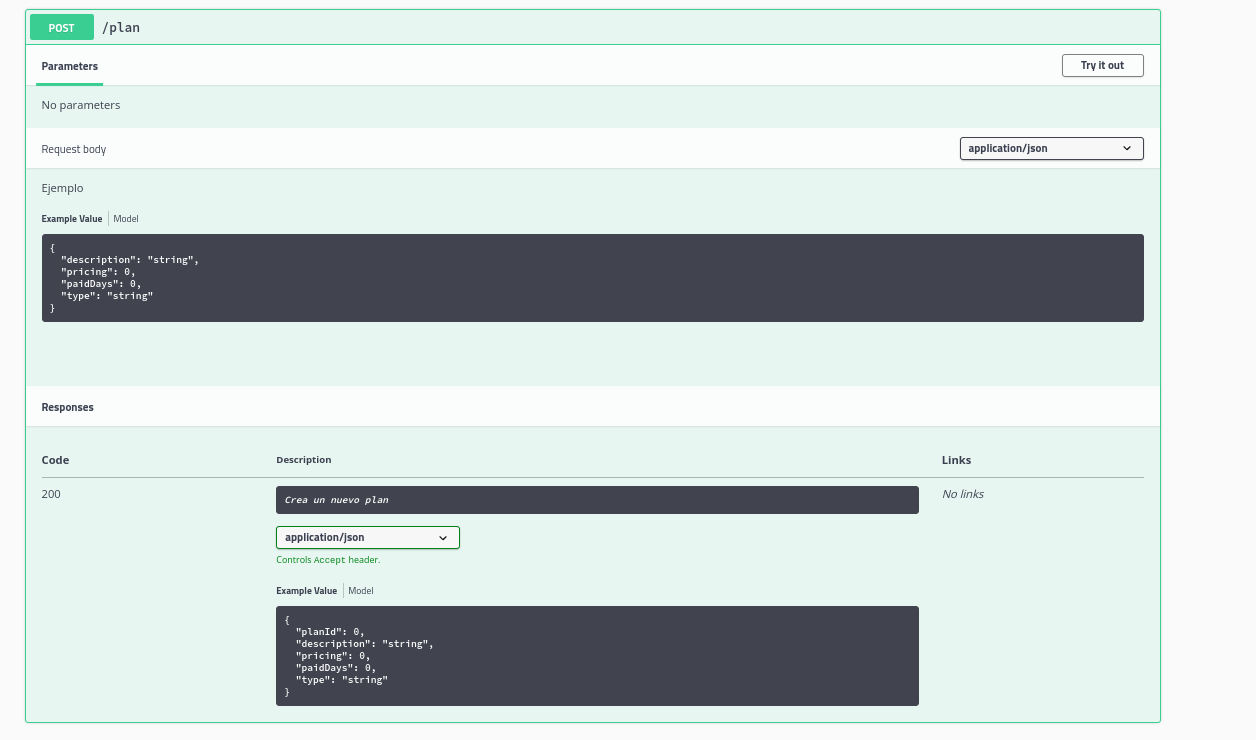 POST /plan
Parameters
Try it out
No parameters
Request body
application/json
Ejemplo
Example Value | Model
{
  "description": "string",
  "pricing": 0,
  "paidDays": 0,
  "type": "string"
}
Responses
Code Description Links
200
Crea un nuevo plan
No links
application/json
Controls Accept header.
Example Value | Model
{
  "planId": 0,
  "description": "string",
  "pricing": 0,
  "paidDays": 0,
  "type": "string"
}